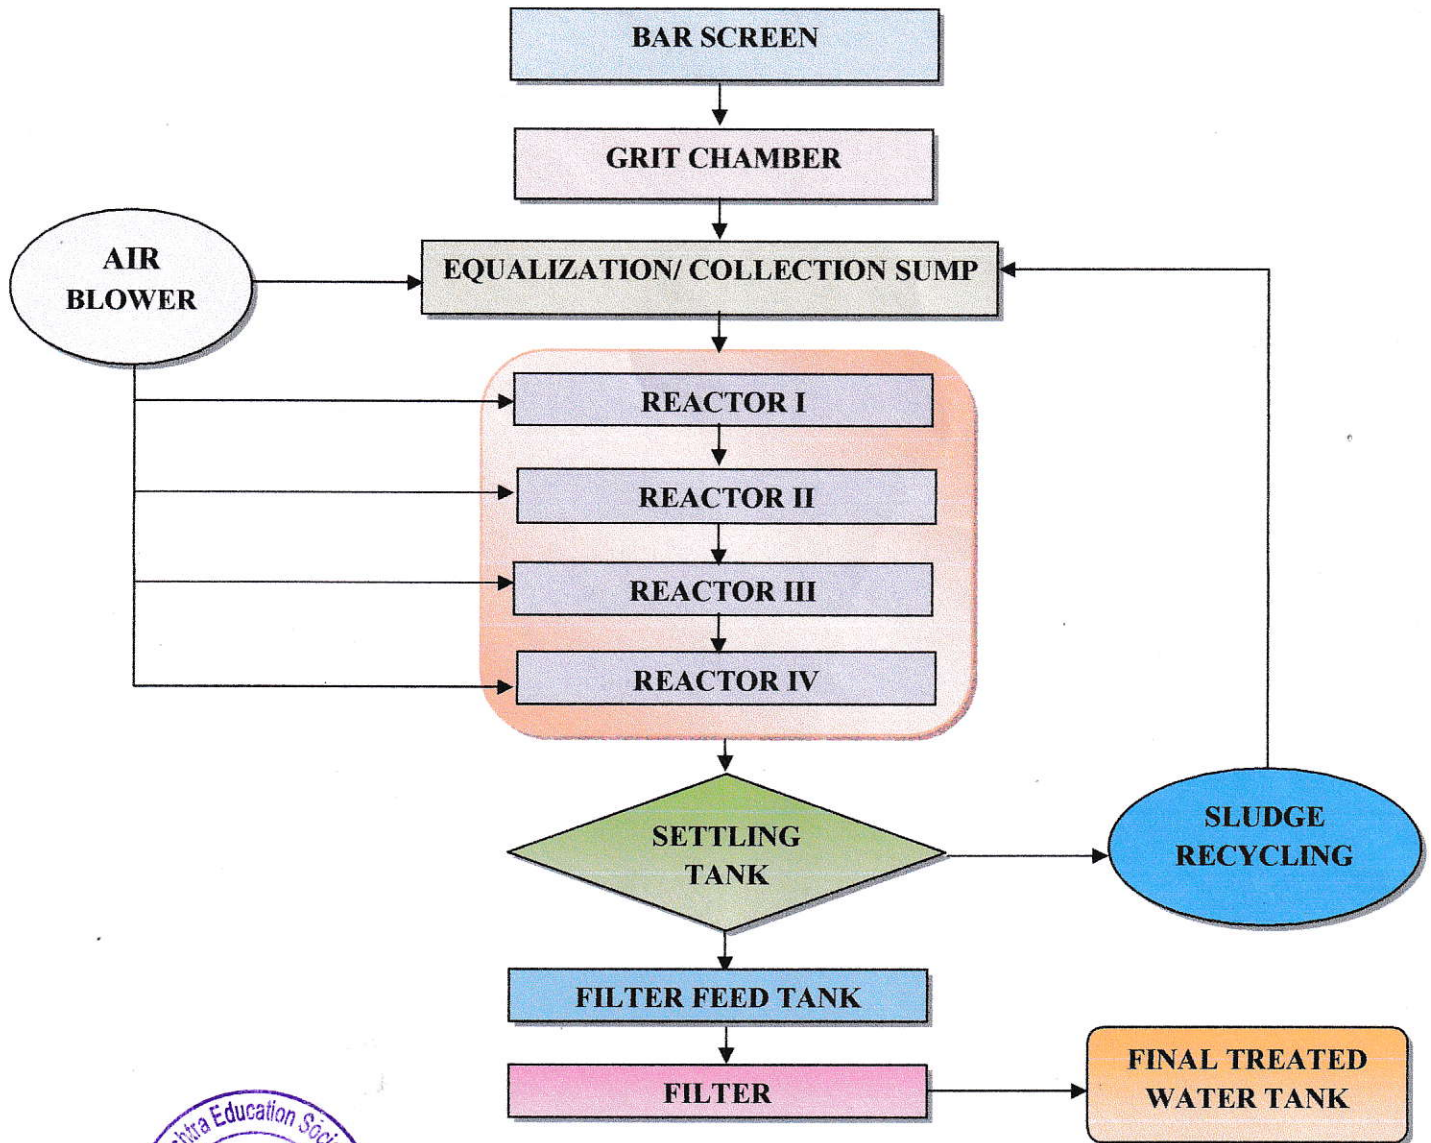 BAR SCREEN
GRIT CHAMBER
AIR
BLOWER
EQUALIZATION/ COLLECTION SUMP
REACTOR I
REACTOR II
REACTOR III
REACTOR IV
SETTLING
TANK
SLUDGE
RECYCLING
FILTER FEED TANK
FILTER
FINAL TREATED
WATER TANK
Education